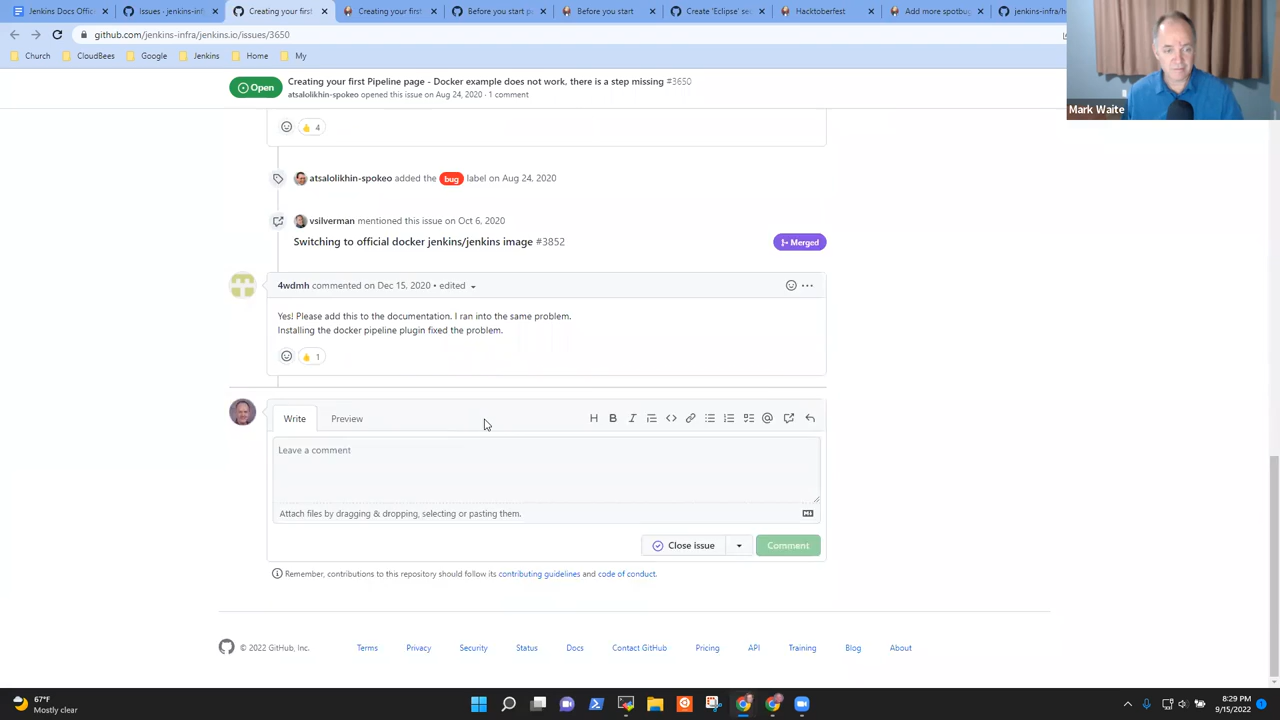 Jenkins Docs Offic
Issues · jenkins-inf
Creating your first
Creating your first
Before you start p
Before you start
Create 'Eclipse' se
Hacktoberfest
Add more spotbu
jenkins-infra/h
github.com/jenkins-infra/jenkins.io/issues/3650
Church
CloudBees
Google
Jenkins
Home
My
Mark Waite
Open
Creating your first Pipeline page - Docker example does not work, there is a step missing #3650
atsalolikhin-spokeo opened this issue on Aug 24, 2020 · 1 comment
4
atsalolikhin-spokeo added the bug label on Aug 24, 2020
vsilverman mentioned this issue on Oct 6, 2020
Switching to official docker jenkins/jenkins image #3852
Merged
4wdmh commented on Dec 15, 2020 • edited
Yes! Please add this to the documentation. I ran into the same problem.
Installing the docker pipeline plugin fixed the problem.
1
Write
Preview
Leave a comment
Attach files by dragging & dropping, selecting or pasting them.
Close issue
Comment
Remember, contributions to this repository should follow its contributing guidelines and code of conduct.
© 2022 GitHub, Inc.
Terms
Privacy
Security
Status
Docs
Contact GitHub
Pricing
API
Training
Blog
About
67°F
Mostly clear
8:29 PM
9/15/2022